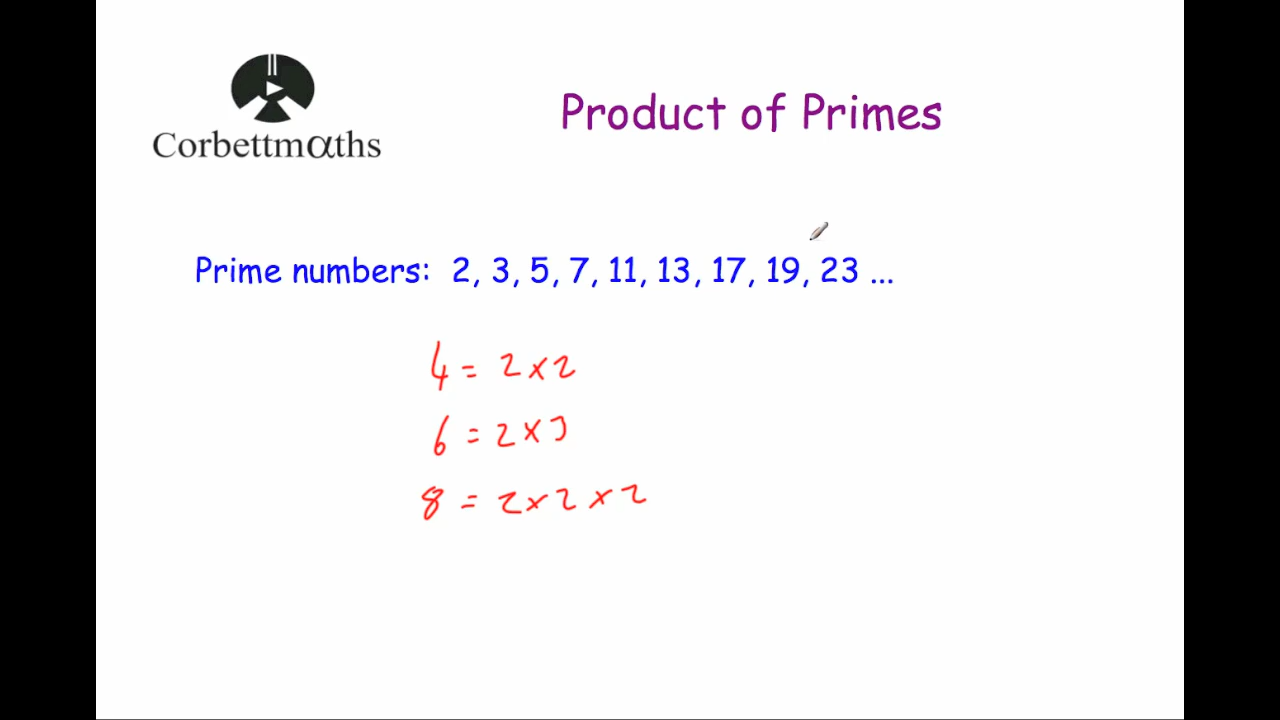 Corbettmαths
Product of Primes
Prime numbers: 2, 3, 5, 7, 11, 13, 17, 19, 23 ...
4 = 2 x 2
6 = 2 x 3
8 = 2 x 2 x 2